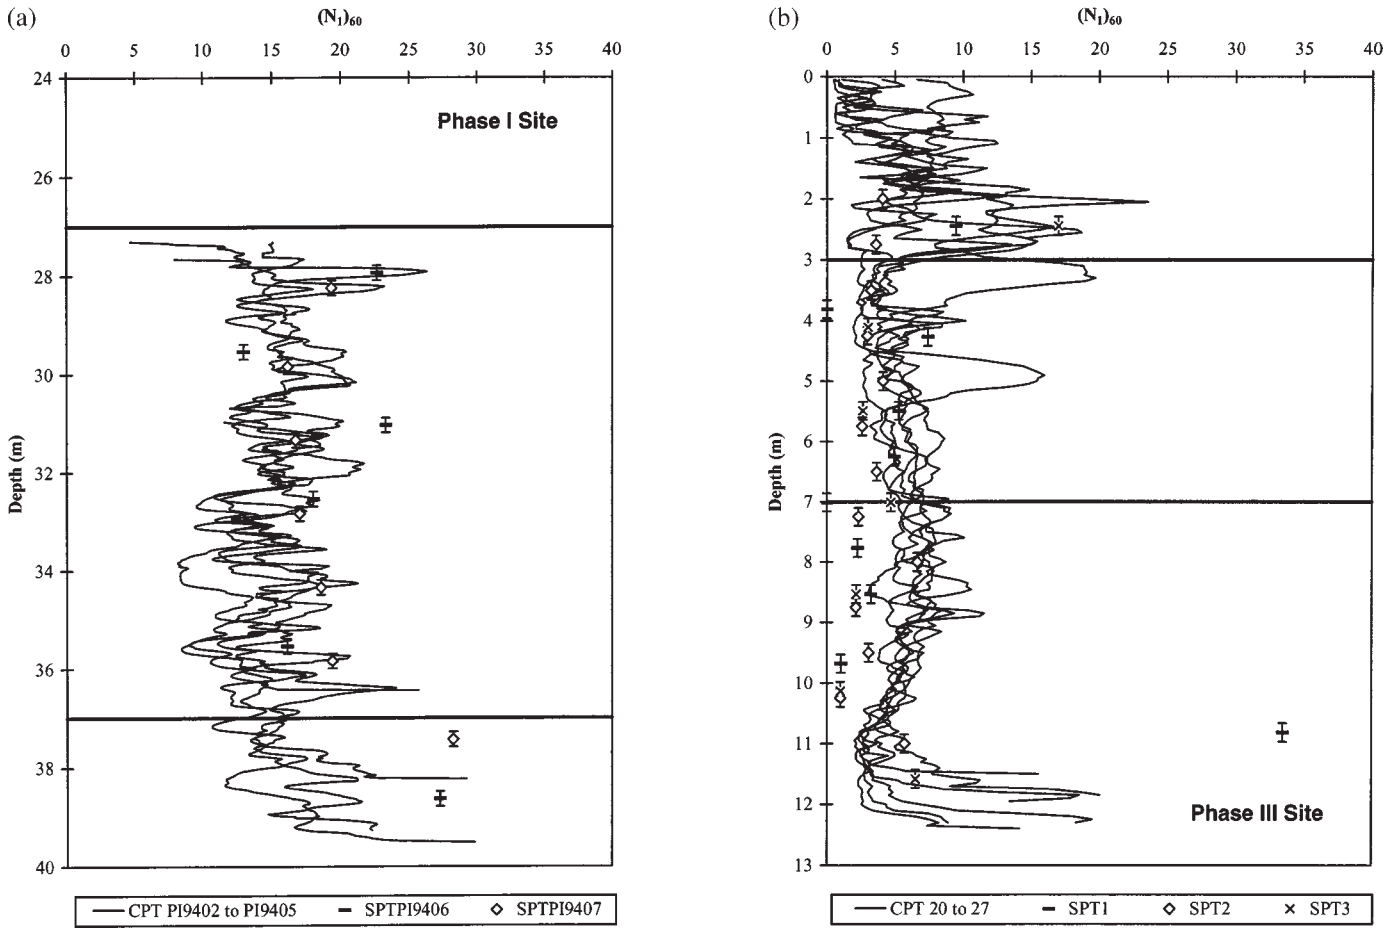 (a)
(N₁)₆₀
0 5 10 15 20 25 30 35 40
24
26
28
30
32
34
36
38
40
Depth (m)
Phase I Site
CPT PI9402 to PI9405 SPTPI9406 SPTPI9407
(b)
(N₁)₆₀
0 5 10 15 20 25 30 35 40
0
1
2
3
4
5
6
7
8
9
10
11
12
13
Depth (m)
Phase III Site
CPT 20 to 27 SPT1 SPT2 SPT3